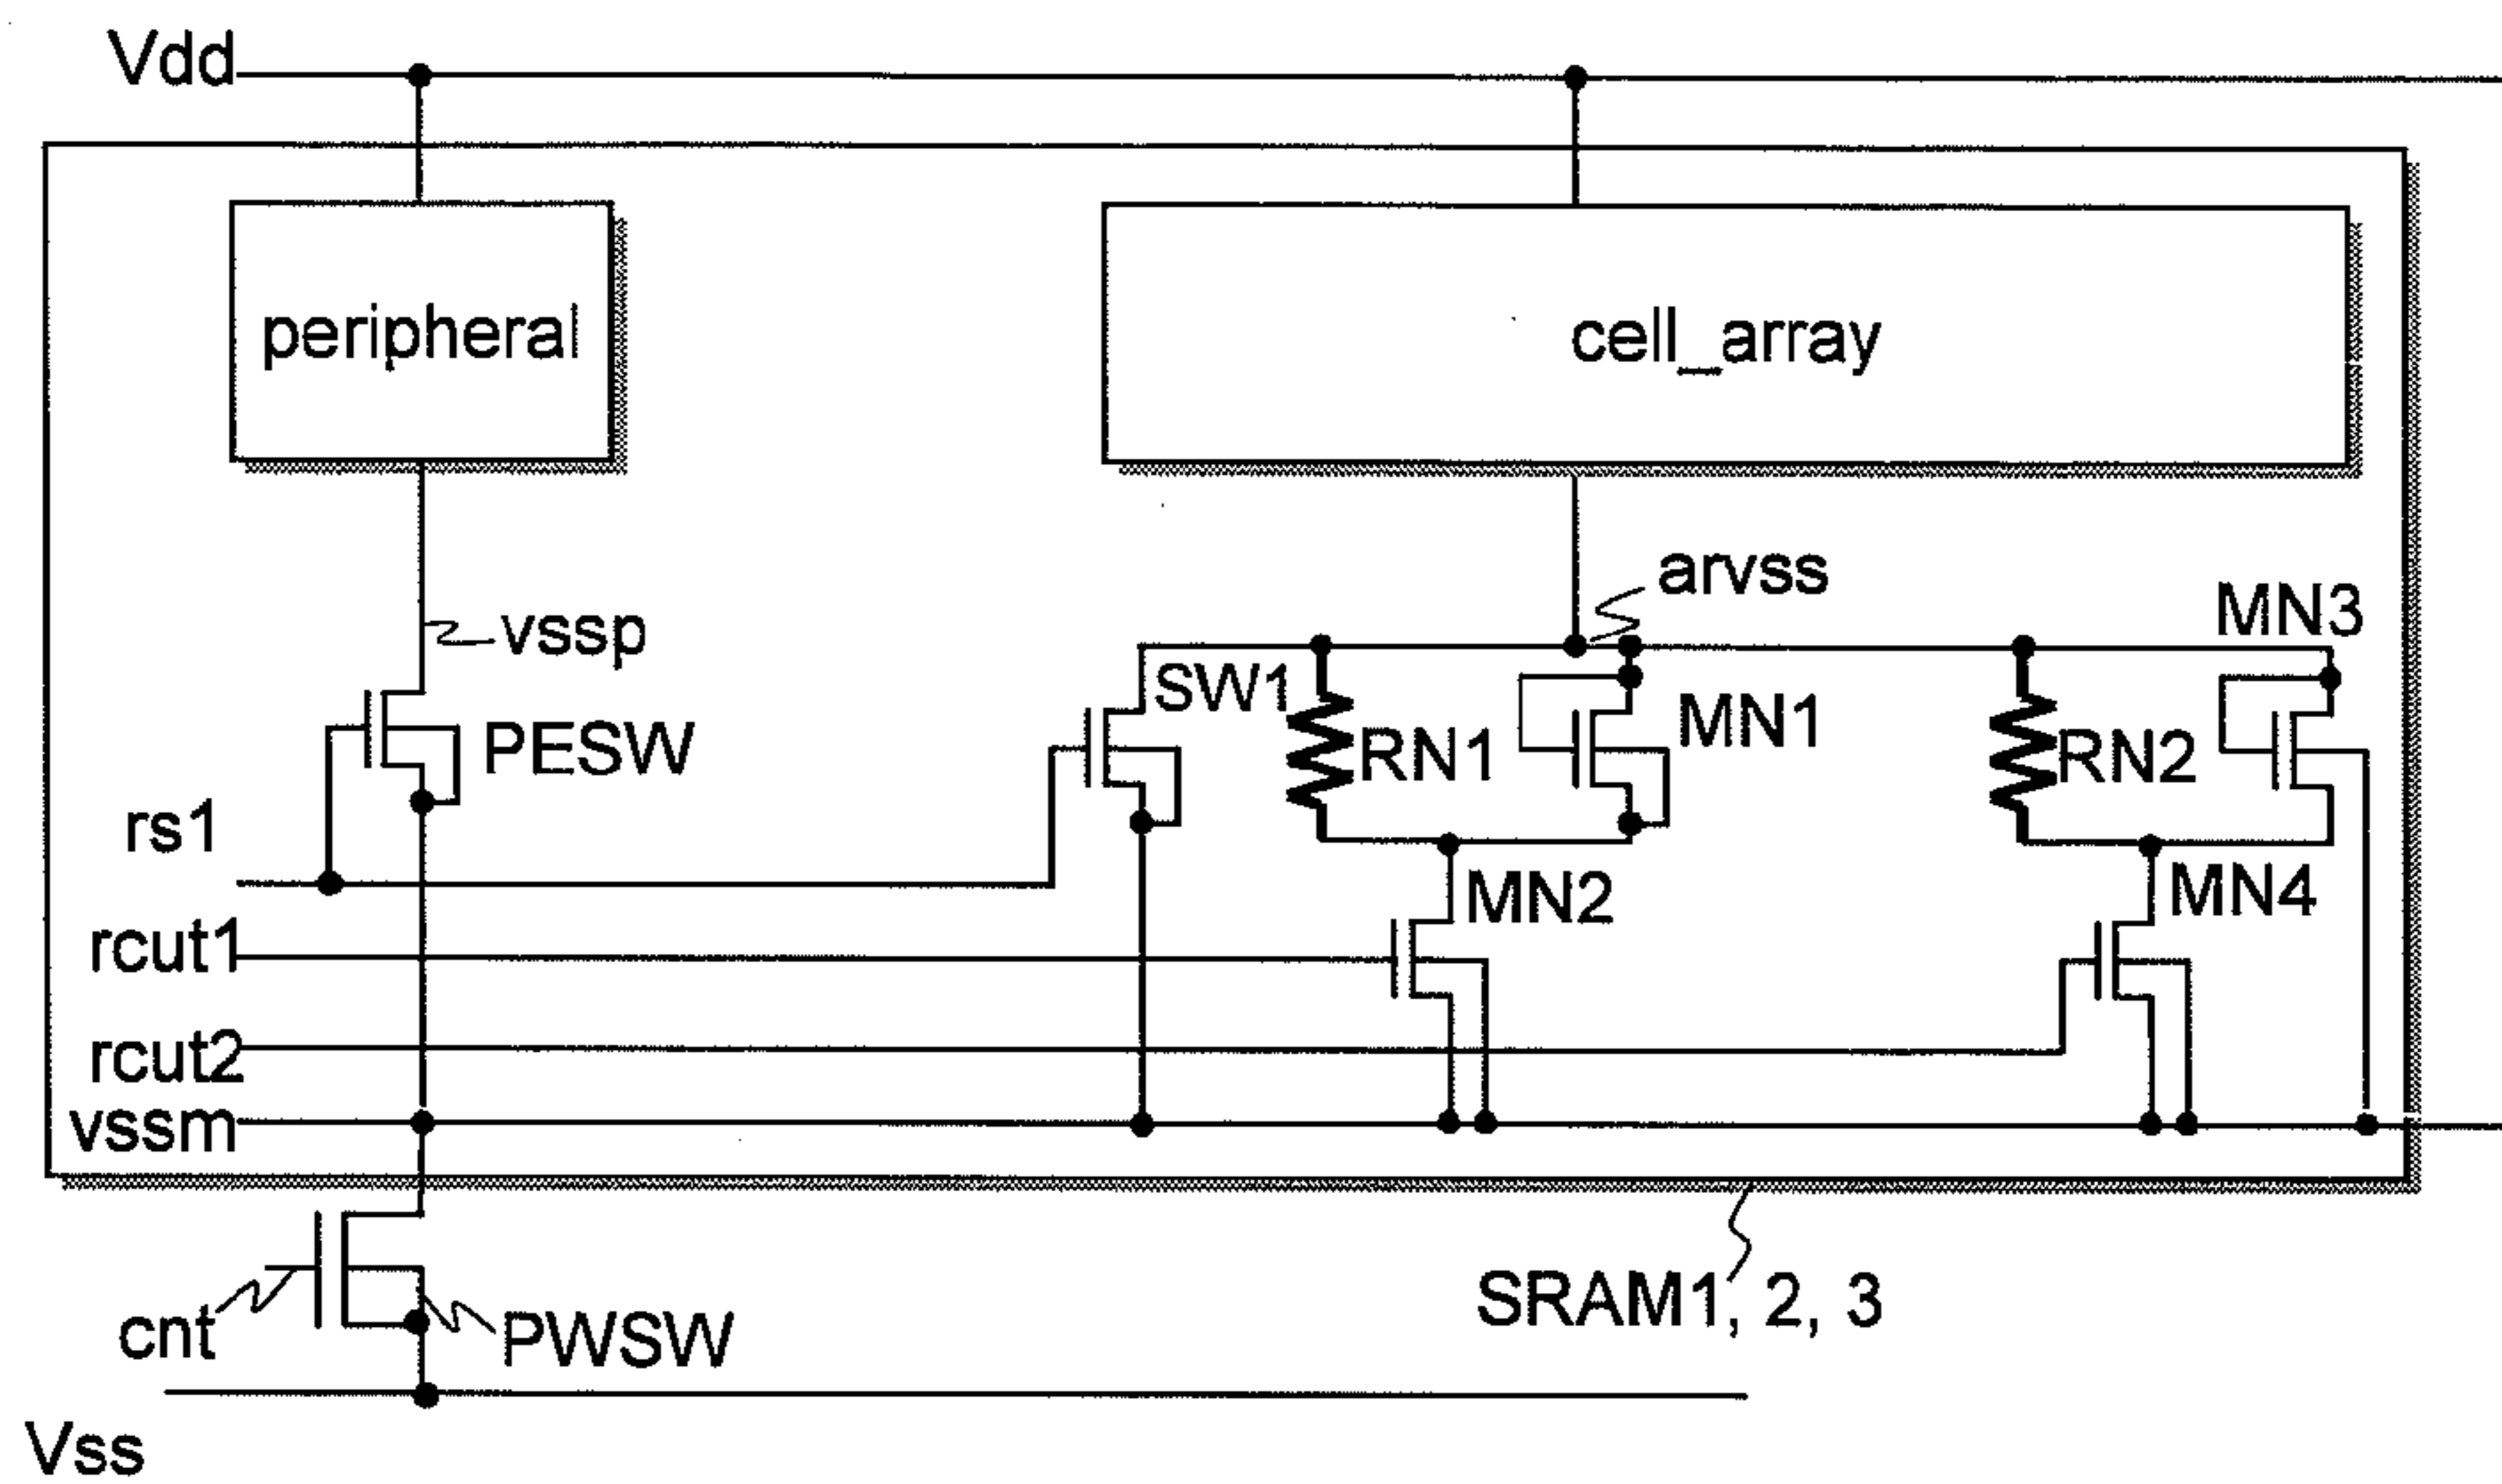 Vdd
peripheral
cell_array
arvss
MN3
vssp
SW1
MN1
PESW
RN1
RN2
rs1
MN2
MN4
rcut1
rcut2
vssm
SRAM1, 2, 3
cnt
PWSW
Vss